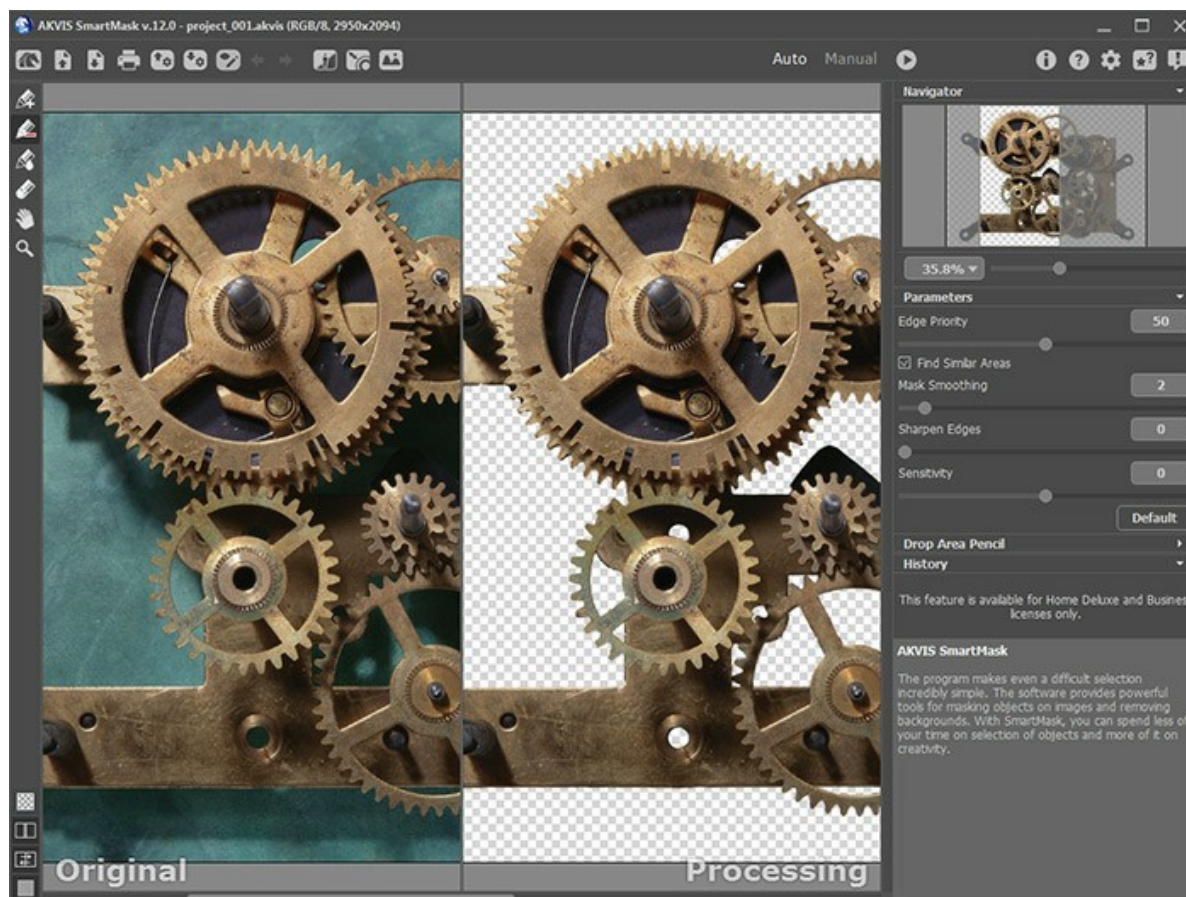 AKVIS SmartMask v.12.0 - project_001.akvis (RGB/8, 2950x2094)
Auto Manual
Navigator
35.8%
Parameters
Edge Priority 50
Find Similar Areas
Mask Smoothing 2
Sharpen Edges 0
Sensitivity 0
Default
Drop Area Pencil
History
This feature is available for Home Deluxe and Busines
licenses only.
AKVIS SmartMask
The program makes even a difficult selection
incredibly simple. The software provides powerful
tools for masking objects on images and removing
backgrounds. With SmartMask, you can spend less of
your time on selection of objects and more of it on
creativity.
Original Processing